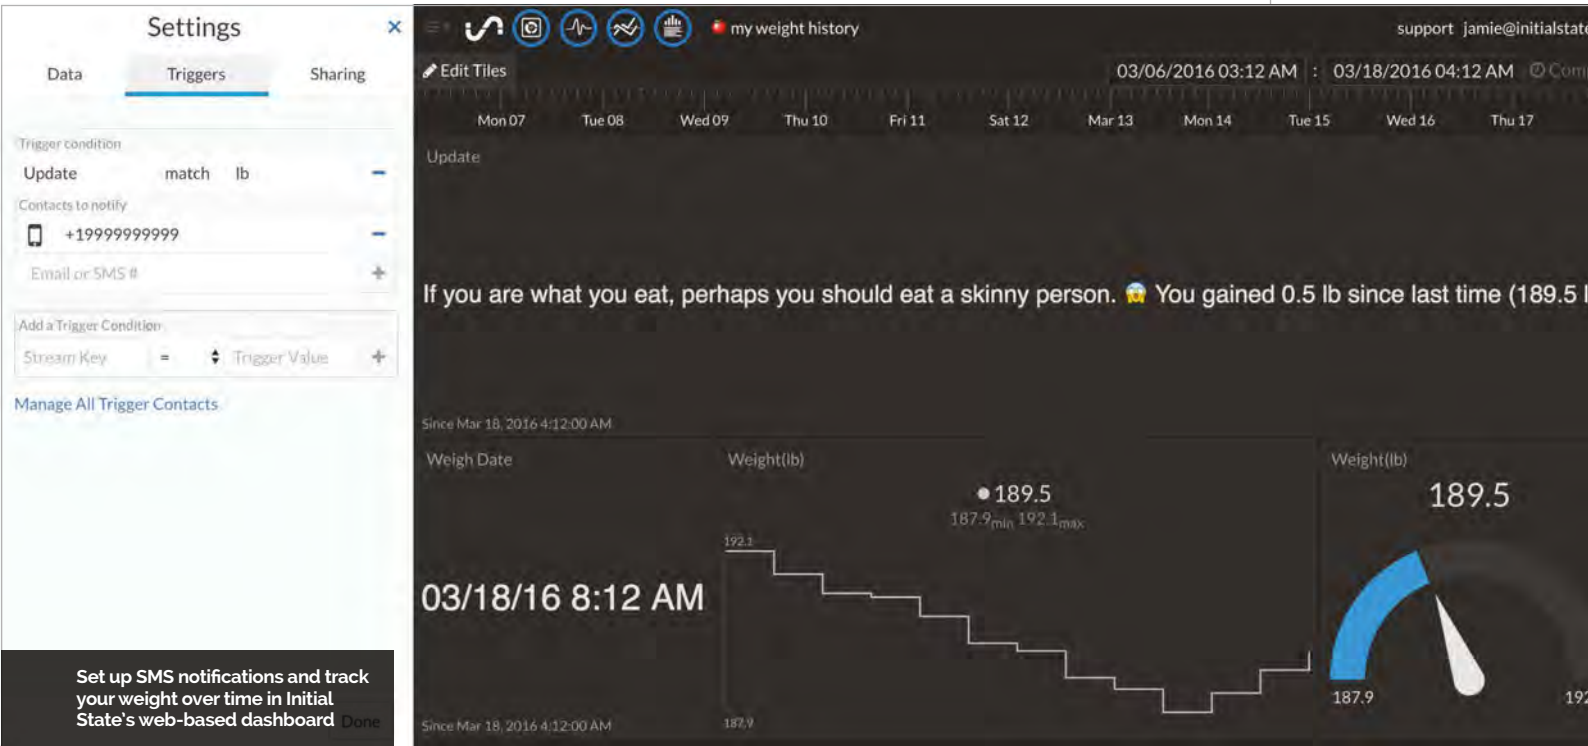 Settings
×
Data Triggers Sharing
Trigger condition
Update match lb
Contacts to notify
+19999999999
Email or SMS #
Add a Trigger Condition
Stream Key = Trigger Value
Manage All Trigger Contacts
Set up SMS notifications and track
your weight over time in Initial
State's web-based dashboard
Done
my weight history
support jamie@initialstate
Edit Tiles
03/06/2016 03:12 AM : 03/18/2016 04:12 AM
Mon 07 Tue 08 Wed 09 Thu 10 Fri 11 Sat 12 Mar 13 Mon 14 Tue 15 Wed 16 Thu 17
Update
If you are what you eat, perhaps you should eat a skinny person. 😱 You gained 0.5 lb since last time (189.5 l
Since Mar 18, 2016 4:12:00 AM
Weigh Date
03/18/16 8:12 AM
Since Mar 18, 2016 4:12:00 AM
Weight(lb)
189.5
187.9min 192.1max
192.1
187.9
Weight(lb)
189.5
187.9
192